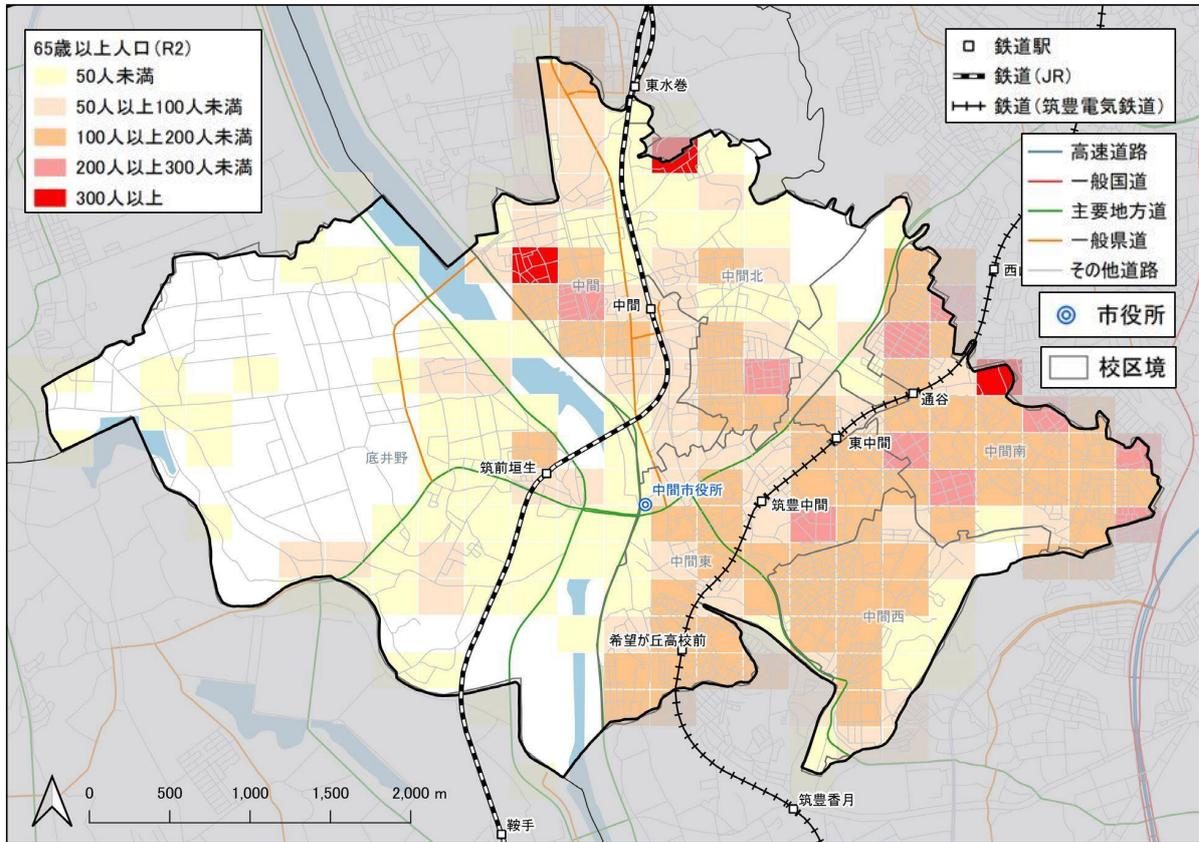 65歳以上人口(R2)
50人未満
50人以上100人未満
100人以上200人未満
200人以上300人未満
300人以上
鉄道駅
鉄道(JR)
鉄道(筑豊電気鉄道)
高速道路
一般国道
主要地方道
一般県道
その他道路
市役所
校区境
東水巻
西
中間北
中間
中間
通谷
東中間
中間南
底井野
筑前垣生
中間市役所
筑豊中間
中間東
中間西
希望が丘高校前
筑豊香月
鞍手
0 500 1,000 1,500 2,000 m